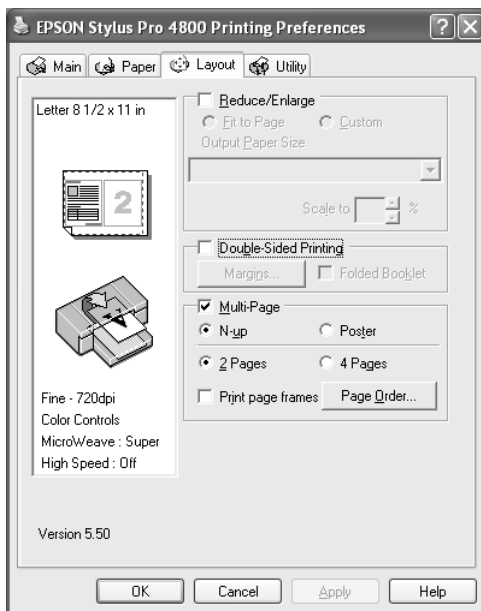 EPSON Stylus Pro 4800 Printing Preferences
Main Paper Layout Utility
Letter 8 1/2 x 11 in
2
Fine - 720dpi
Color Controls
MicroWeave : Super
High Speed : Off
Version 5.50
Reduce/Enlarge
Fit to Page Custom
Output Paper Size
Scale to %
Double-Sided Printing
Margins... Folded Booklet
Multi-Page
N-up Poster
2 Pages 4 Pages
Print page frames Page Order...
OK Cancel Apply Help